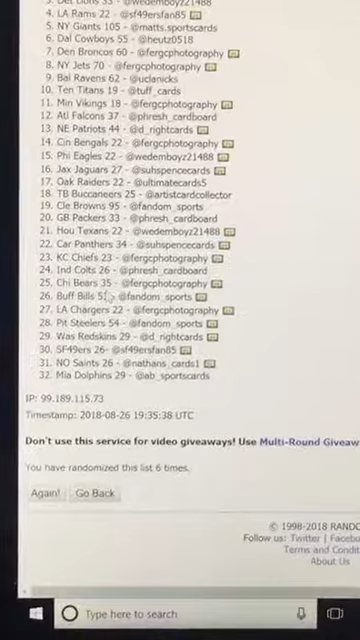 3. Det Lions 33 - @wedemboyz21488
4. LA Rams 22 - @sf49ersfan85
5. NY Giants 105 - @matts.sportscards
6. Dal Cowboys 55 - @heutz0518
7. Den Broncos 60 - @fergcphotography
8. NY Jets 70 - @fergcphotography
9. Bal Ravens 62 - @uclanicks
10. Ten Titans 19 - @tuff_cards
11. Min Vikings 18 - @fergcphotography
12. Atl Falcons 37 - @phresh_cardboard
13. NE Patriots 44 - @d_rightcards
14. Cin Bengals 22 - @fergcphotography
15. Phi Eagles 22 - @wedemboyz21488
16. Jax Jaguars 27 - @suhspencecards
17. Oak Raiders 22 - @ultimatecards5
18. TB Buccaneers 25 - @artistcardcollector
19. Cle Browns 95 - @fandom_sports
20. GB Packers 33 - @phresh_cardboard
21. Hou Texans 22 - @wedemboyz21488
22. Car Panthers 34 - @suhspencecards
23. KC Chiefs 23 - @fergcphotography
24. Ind Colts 26 - @phresh_cardboard
25. Chi Bears 35 - @fergcphotography
26. Buff Bills - @fandom_sports
27. LA Chargers 22 - @fergcphotography
28. Pit Steelers 54 - @fandom_sports
29. Was Redskins 29 - @d_rightcards
30. SF49ers 26- @sf49ersfan85
31. NO Saints 26 - @nathans_cards1
32. Mia Dolphins 29 - @ab_sportscards
IP: 99.189.115.73
Timestamp: 2018-08-26 19:35:38 UTC
Don't use this service for video giveaways! Use Multi-Round Giveaw
You have randomized this list 6 times.
Again! Go Back
© 1998-2018 RANDO
Follow us: Twitter | Facebo
Terms and Condit
About Us
Type here to search